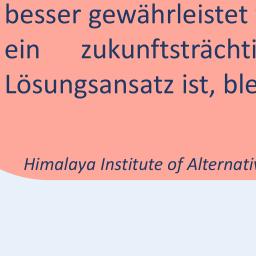 besser gewährleistet
ein zukunftsträchti
Lösungsansatz ist, ble
Himalaya Institute of Alternativ